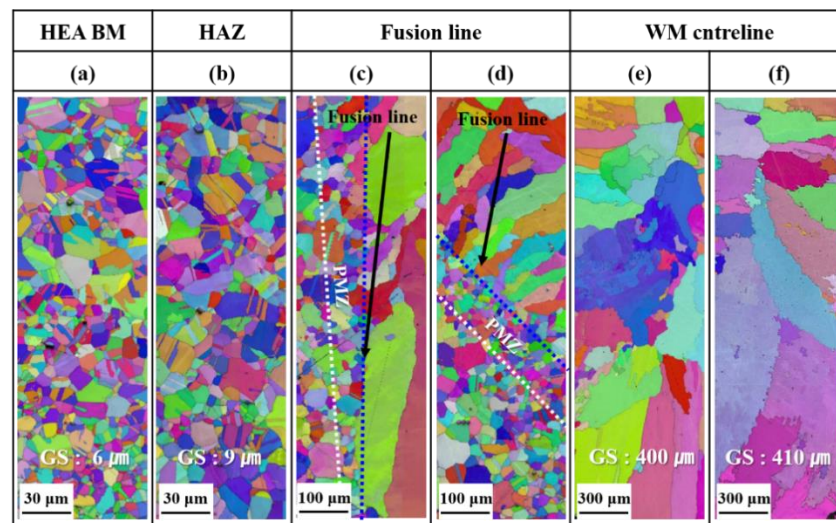 HEA BM HAZ Fusion line WM cntreline
(a) (b) (c) (d) (e) (f)
Fusion line Fusion line
PMZ PMZ
GS : 6 μm GS : 9 μm GS : 400 μm GS : 410 μm
30 μm 30 μm 100 μm 100 μm 300 μm 300 μm